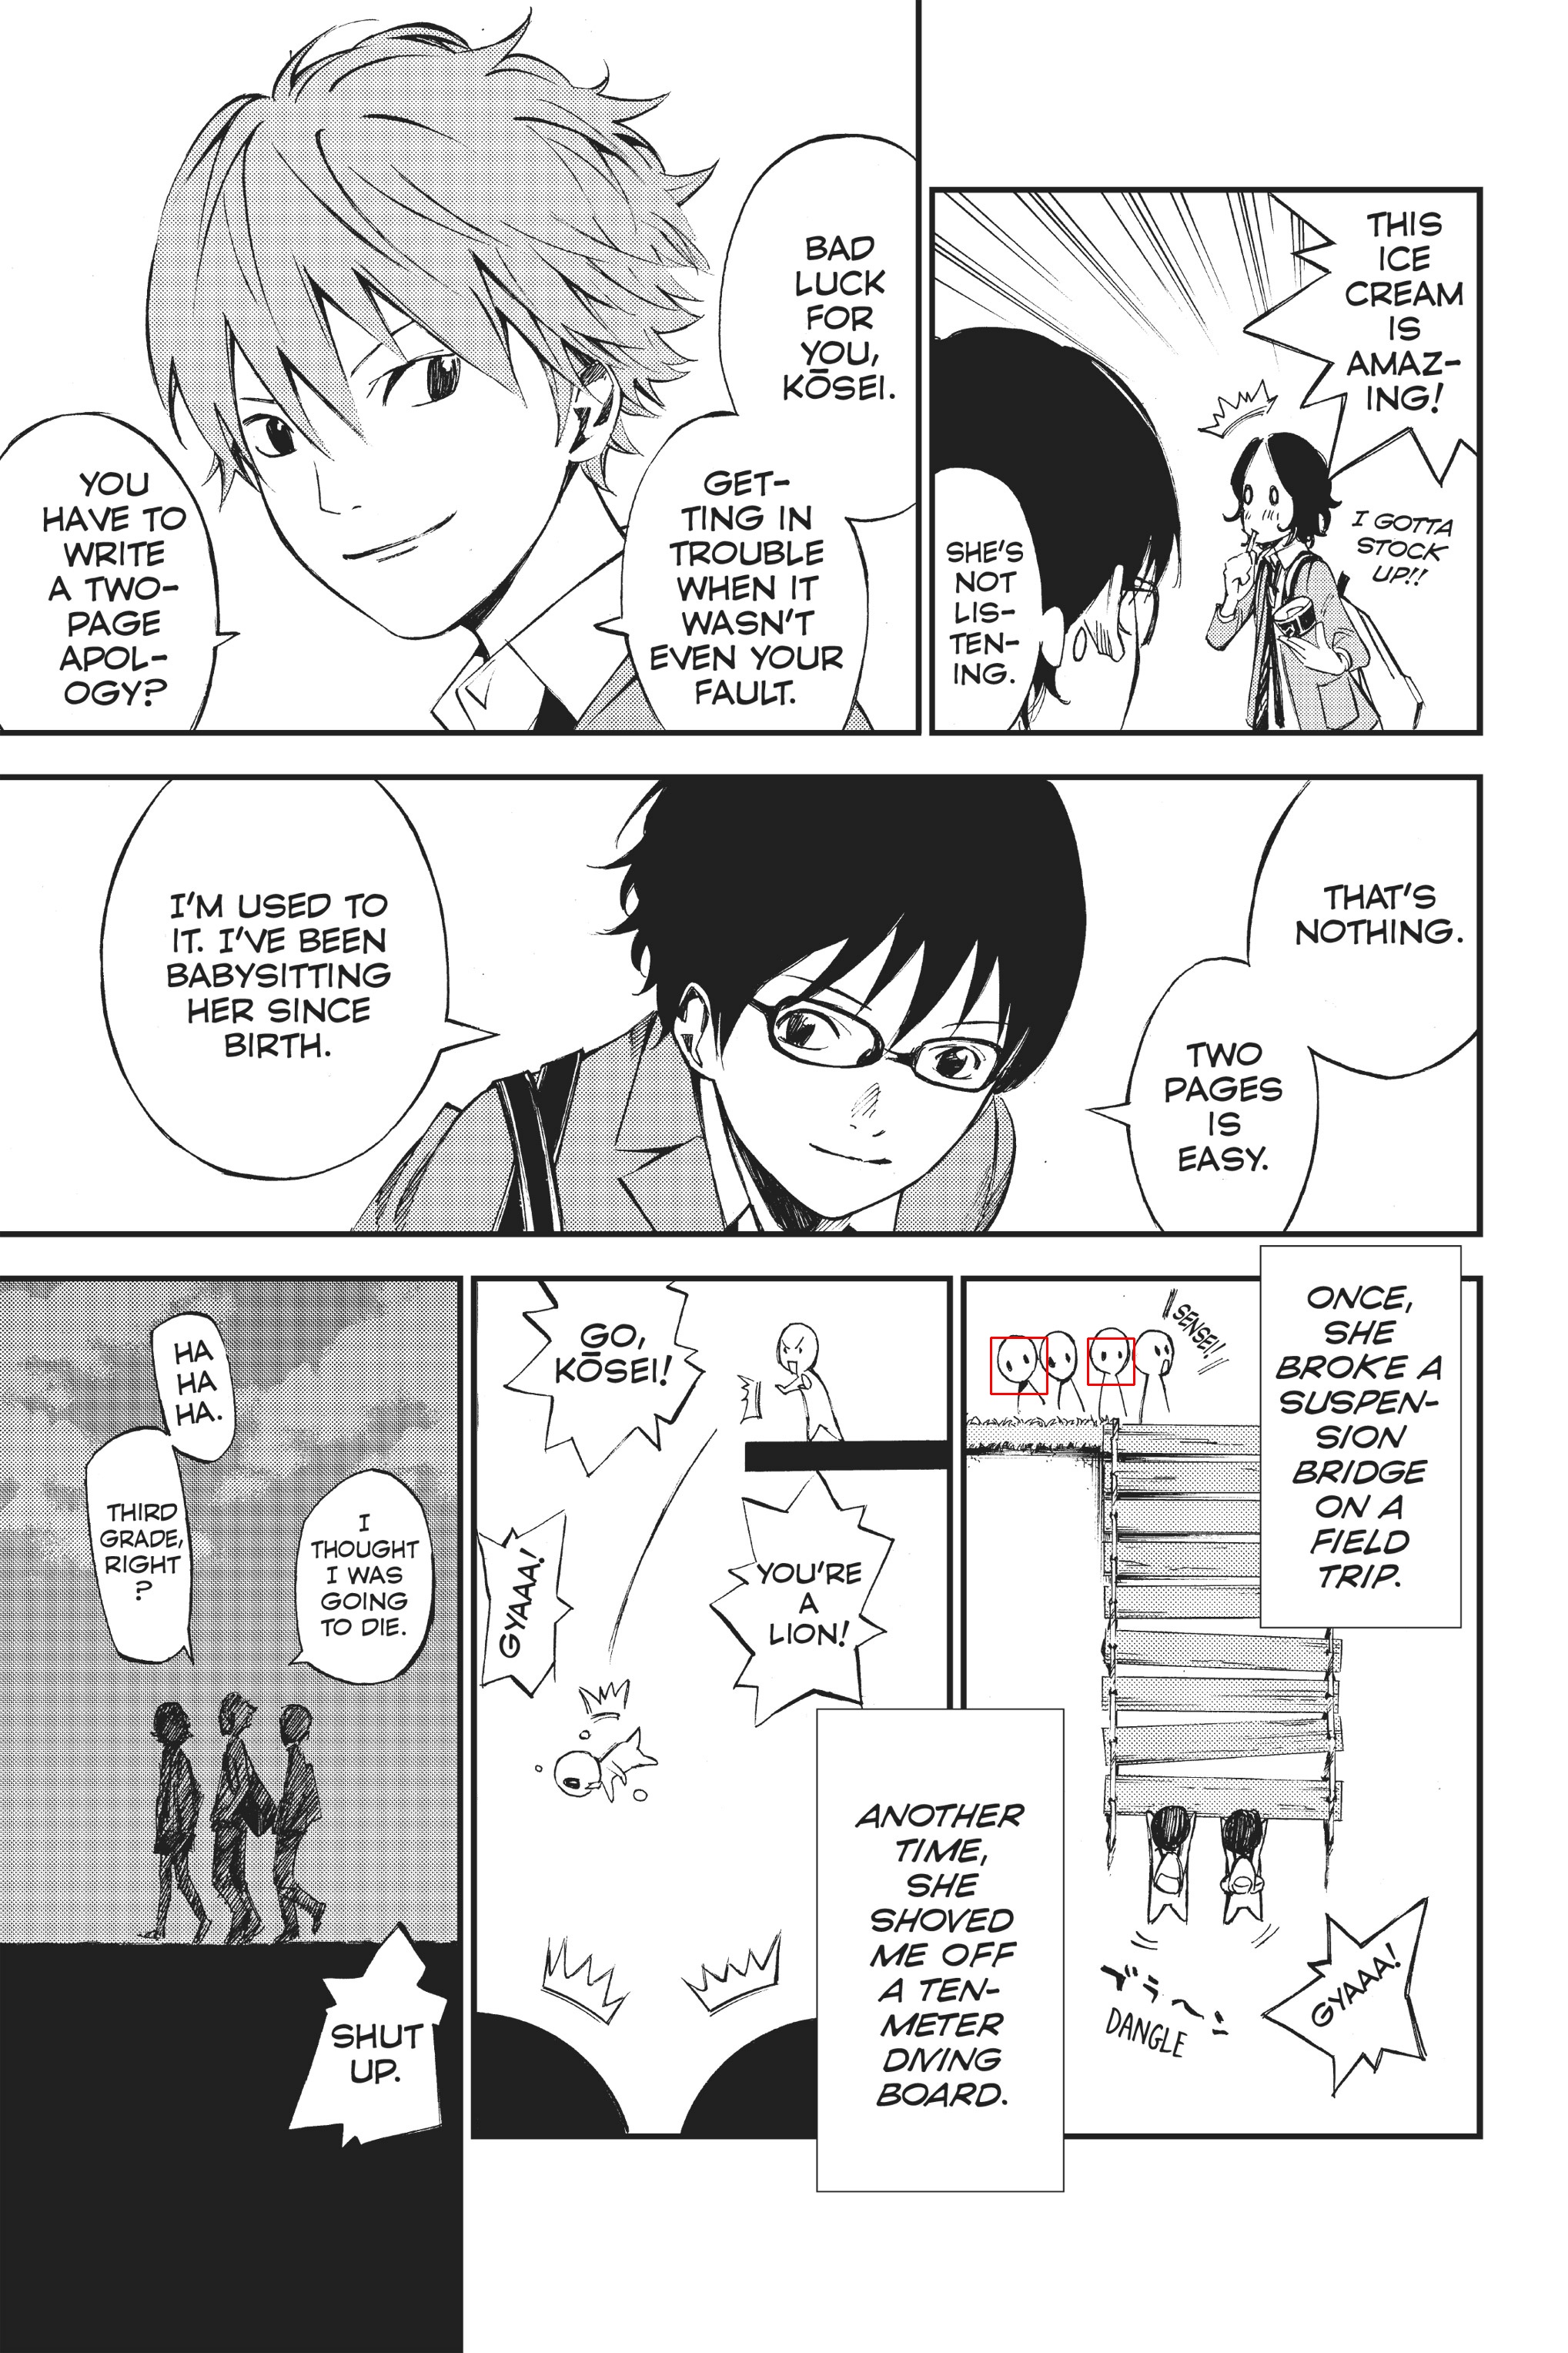 THIS
ICE
CREAM
IS
AMAZ-
ING!
I GOTTA
STOCK
UP!!
SHE'S
NOT
LIS-
TEN-
ING.
BAD
LUCK
FOR
YOU,
KŌSEI.
GET-
TING IN
TROUBLE
WHEN IT
WASN'T
EVEN YOUR
FAULT.
YOU
HAVE TO
WRITE
A TWO-
PAGE
APOL-
OGY?
THAT'S
NOTHING.
TWO
PAGES
IS
EASY.
I'M USED TO
IT. I'VE BEEN
BABYSITTING
HER SINCE
BIRTH.
ONCE,
SHE
BROKE A
SUSPEN-
SION
BRIDGE
ON A
FIELD
TRIP.
SENSEI!
GYAAA!
ブラーン
DANGLE
ANOTHER
TIME,
SHE
SHOVED
ME OFF
A TEN-
METER
DIVING
BOARD.
GO,
KŌSEI!
YOU'RE
A
LION!
GYAAA!
I
THOUGHT
I WAS
GOING
TO DIE.
HA
HA
HA.
THIRD
GRADE,
RIGHT
?
SHUT
UP.